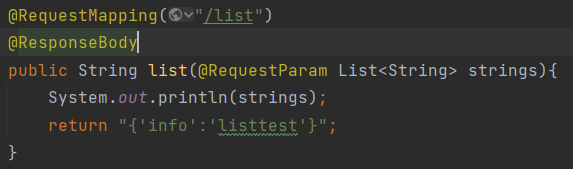 @RequestMapping("/list")
@ResponseBody
public String list(@RequestParam List<String> strings){
System.out.println(strings);
return "{'info':'listtest'}";
}